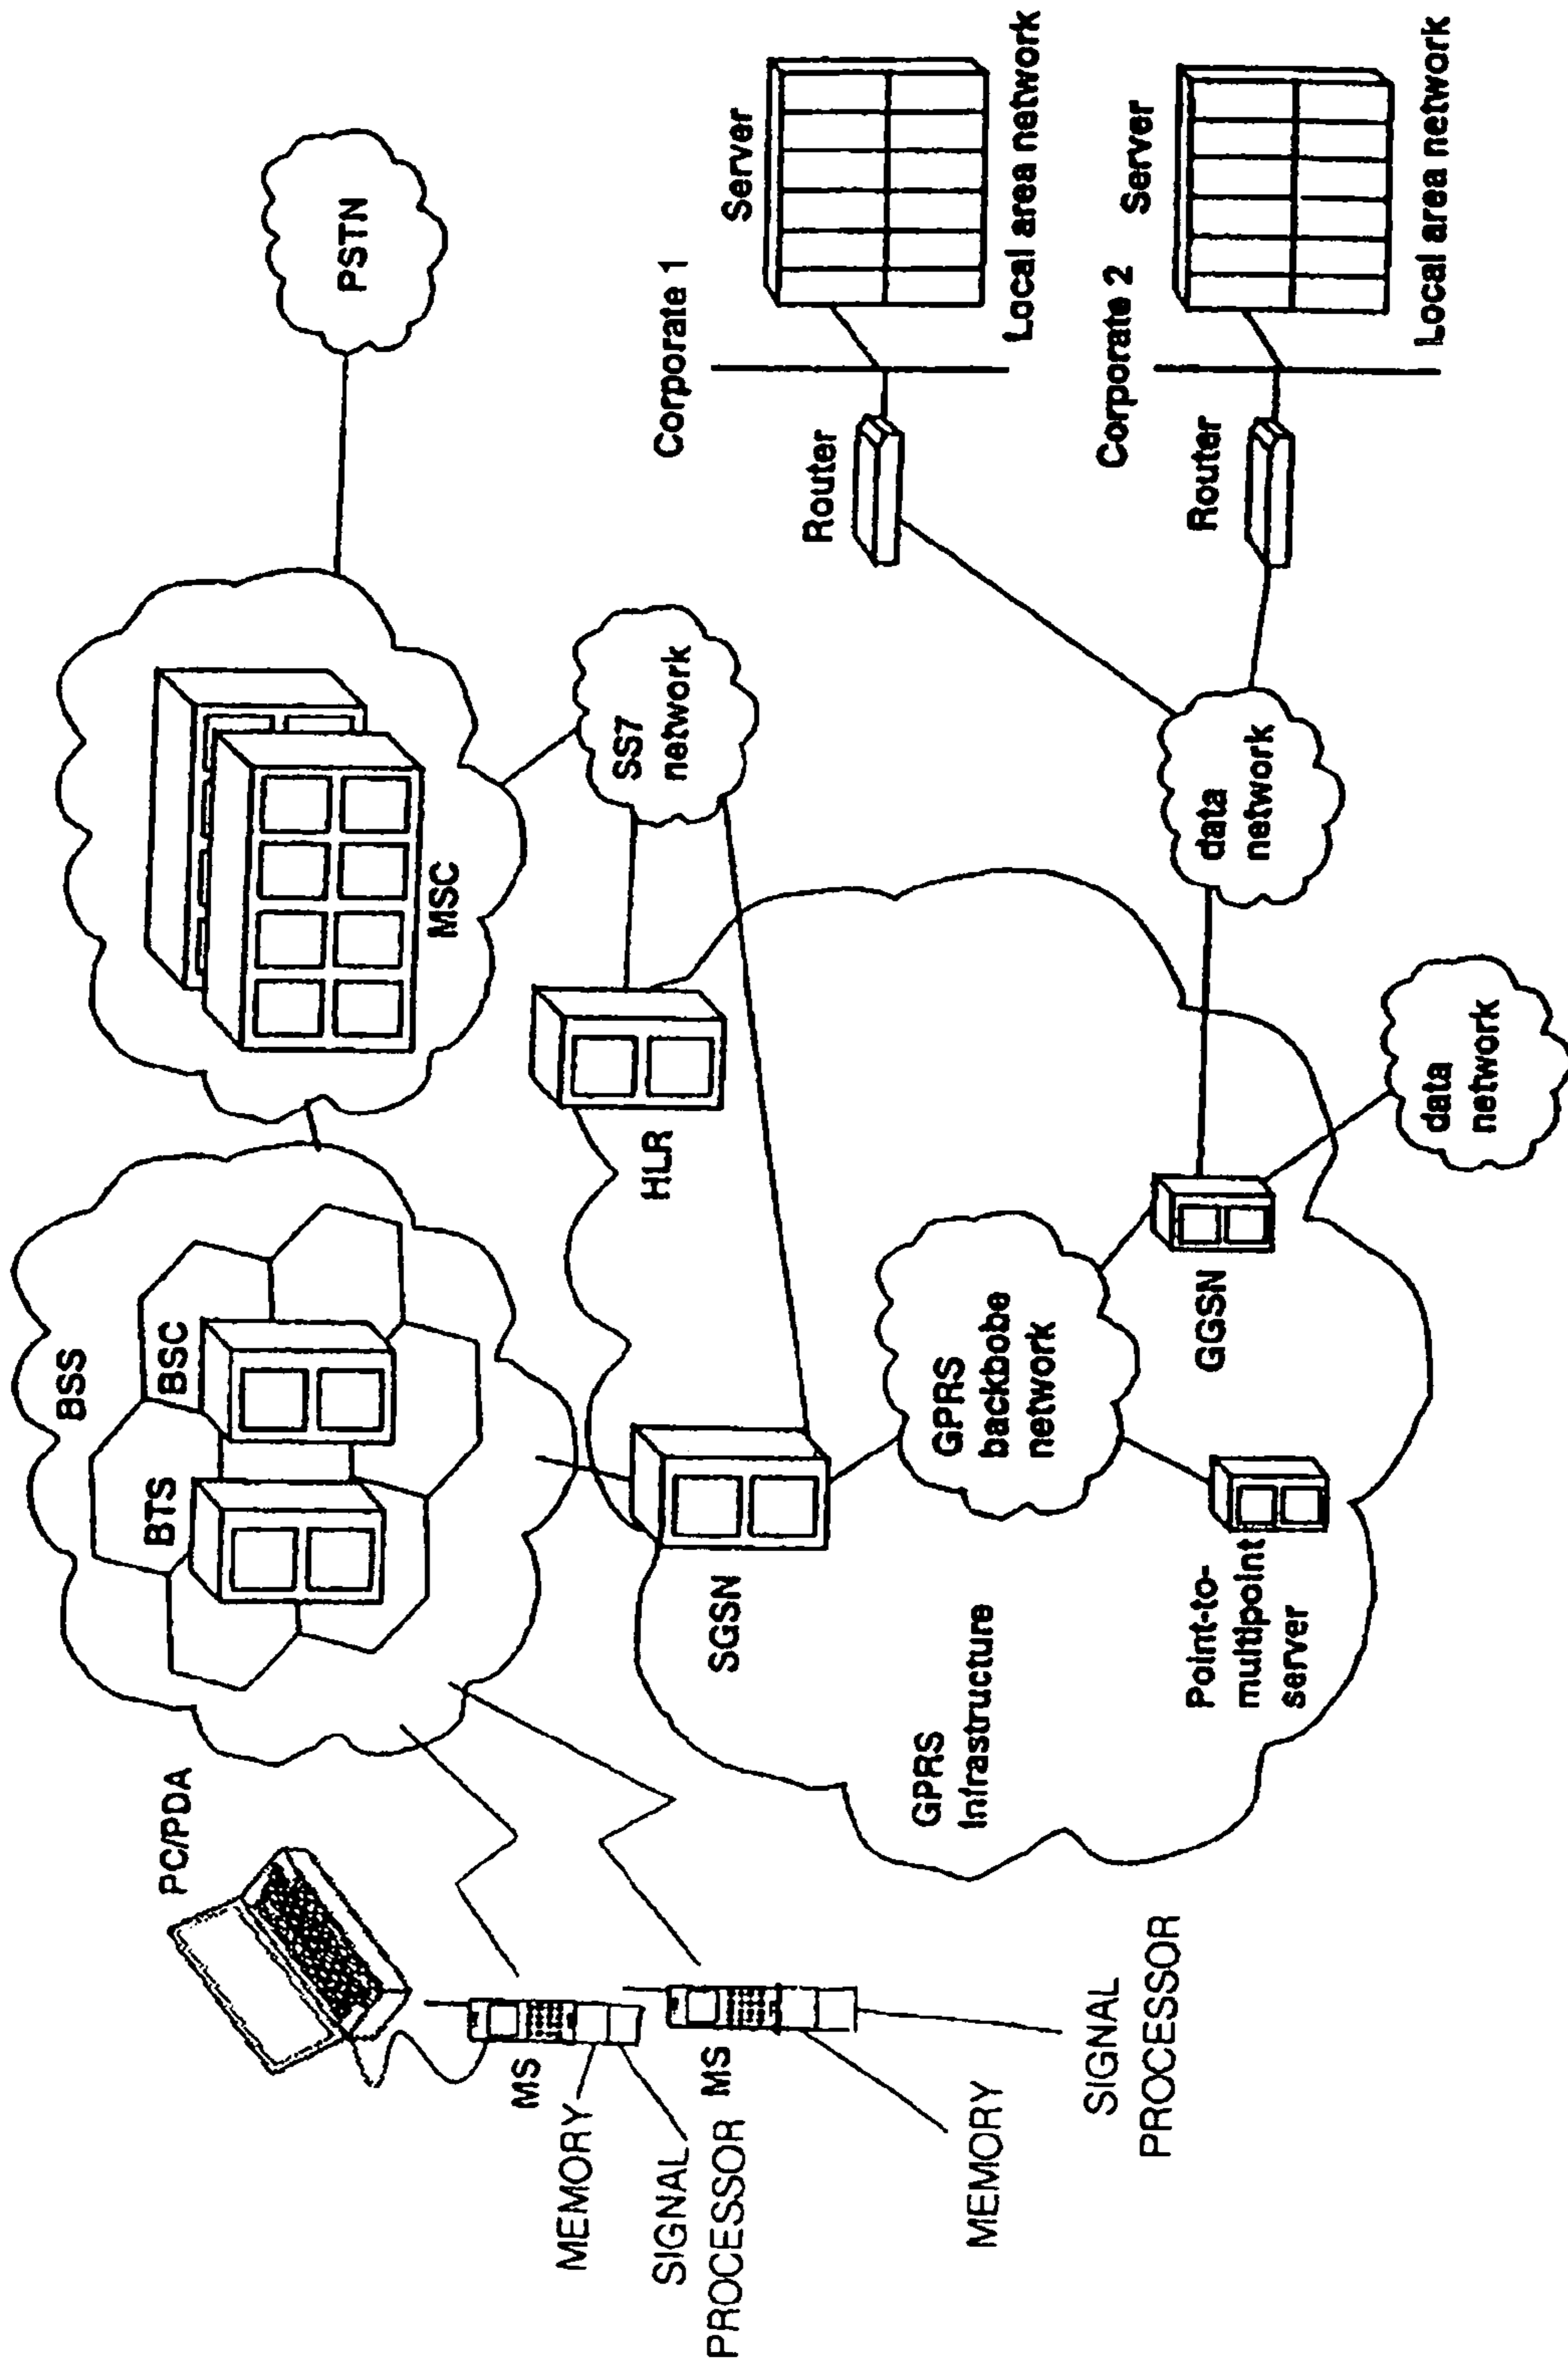 PC/PDA
MS
MEMORY
SIGNAL
PROCESSOR
MS
MEMORY
SIGNAL
PROCESSOR
BSS
BTS
BSC
MSC
PSTN
SS7
network
HLR
SGSN
GPRS
Infrastructure
GPRS
backbobe
network
Point-to-
multipoint
server
GGSN
data
network
data
network
Corporate 1
Router
Server
Local area network
Corporate 2
Router
Server
Local area network